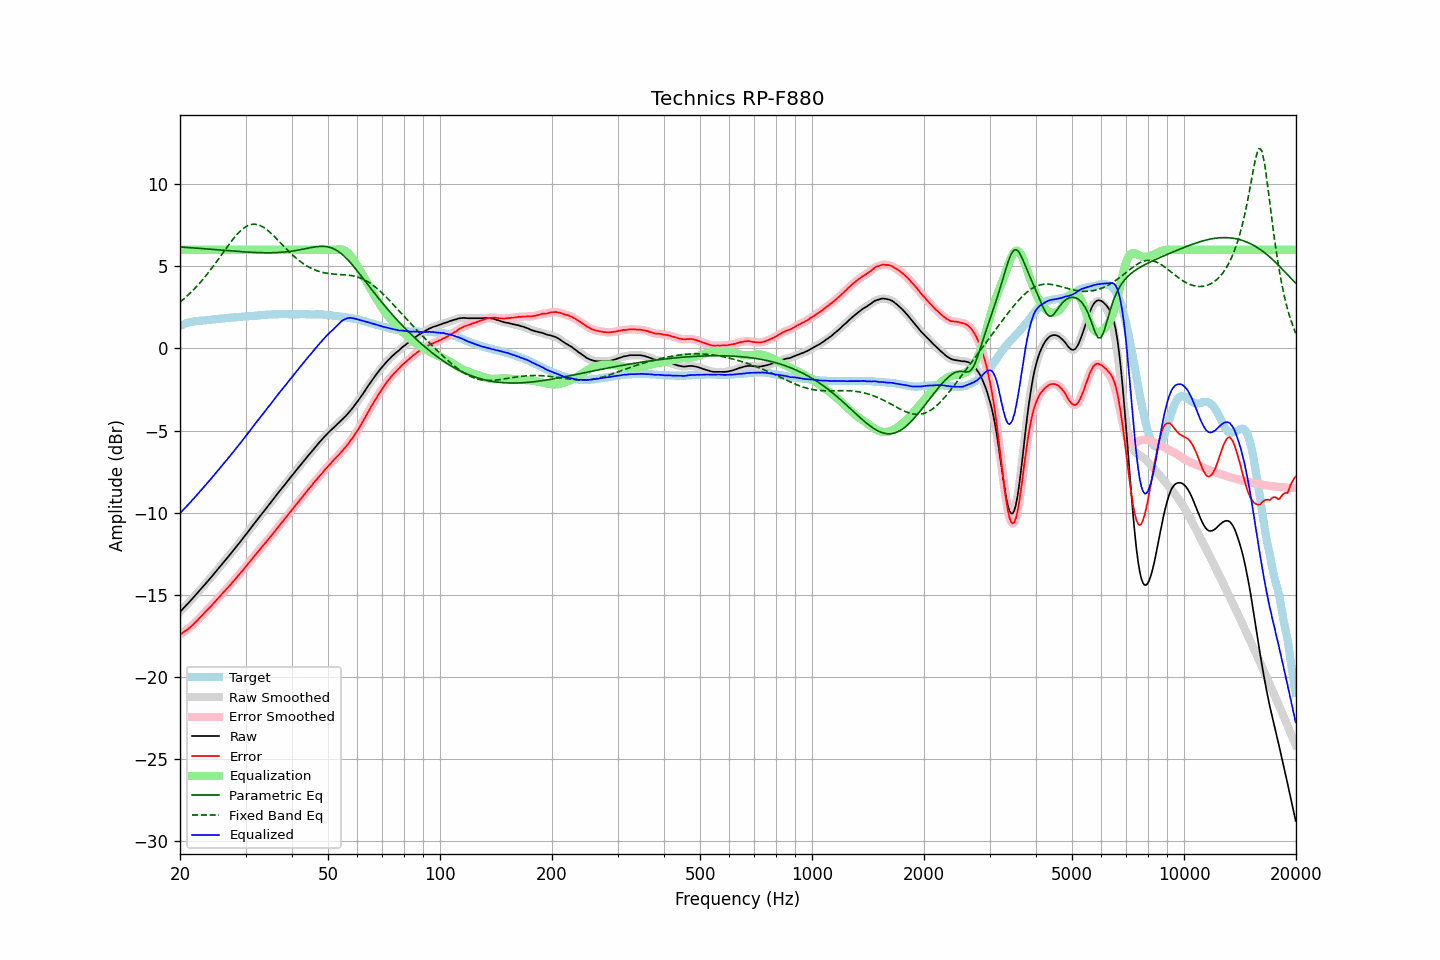 Technics RP-F880
Amplitude (dBr)
10
5
0
−5
−10
−15
−20
−25
−30
Target
Raw Smoothed
Error Smoothed
Raw
Error
Equalization
Parametric Eq
Fixed Band Eq
Equalized
20
50
100
200
500
1000
2000
5000
10000
20000
Frequency (Hz)